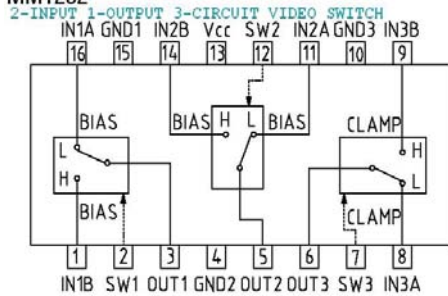 2-INPUT 1-OUTPUT 3-CIRCUIT VIDEO SWITCH
IN1A GND1 IN2B Vcc SW2 IN2A GND3 IN3B
16 15 14 13 12 11 10 9
BIAS BIAS H L BIAS CLAMP
L H
H L
BIAS CLAMP
1 2 3 4 5 6 7 8
IN1B SW1 OUT1 GND2 OUT2 OUT3 SW3 IN3A